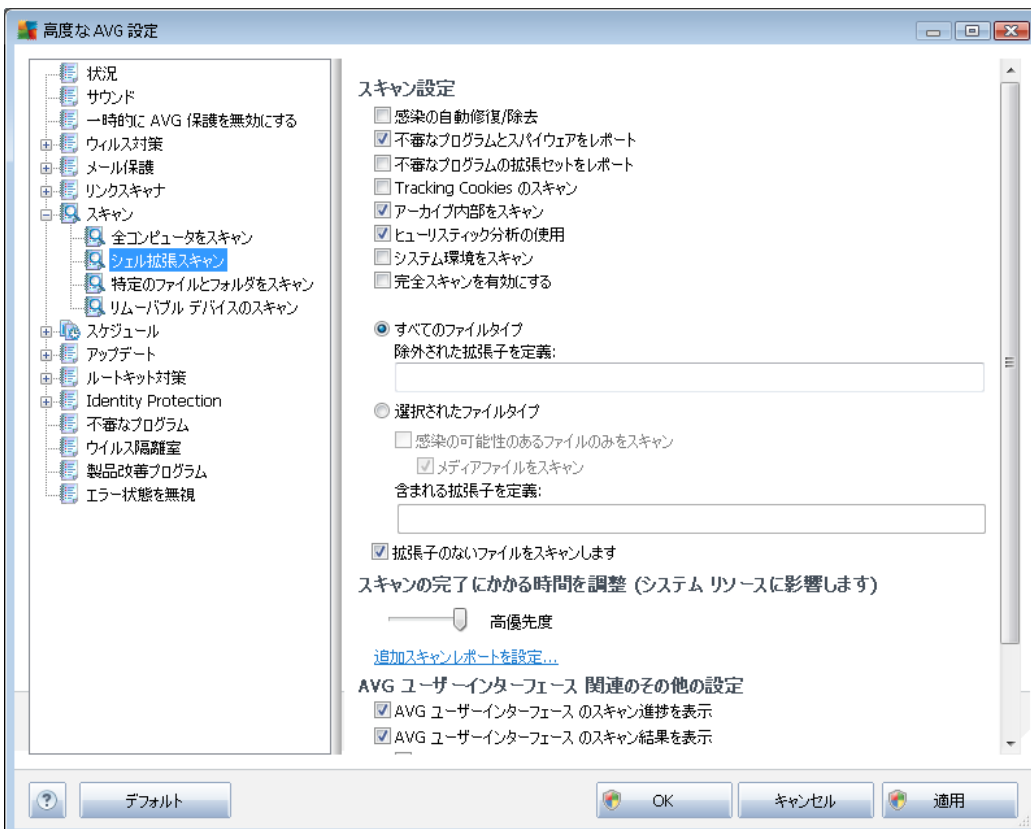 高度な AVG 設定
状況
サウンド
一時的に AVG 保護を無効にする
ウィルス対策
メール保護
リンクスキャナ
スキャン
全コンピュータをスキャン
シェル拡張スキャン
特定のファイルとフォルダをスキャン
リムーバブル デバイスのスキャン
スケジュール
アップデート
ルートキット対策
Identity Protection
不審なプログラム
ウイルス隔離室
製品改善プログラム
エラー状態を無視
スキャン設定
感染の自動修復/除去
不審なプログラムとスパイウェアをレポート
不審なプログラムの拡張セットをレポート
Tracking Cookies のスキャン
アーカイブ内部をスキャン
ヒューリスティック分析の使用
システム環境をスキャン
完全スキャンを有効にする
すべてのファイルタイプ
除外された拡張子を定義:
選択されたファイルタイプ
感染の可能性のあるファイルのみをスキャン
メディアファイルをスキャン
含まれる拡張子を定義:
拡張子のないファイルをスキャンします
スキャンの完了にかかる時間を調整 (システム リソースに影響します)
高優先度
追加スキャンレポートを設定...
AVG ユーザーインターフェース 関連のその他の設定
AVG ユーザーインターフェース のスキャン進捗を表示
AVG ユーザーインターフェース のスキャン結果を表示
? デフォルト OK キャンセル 適用